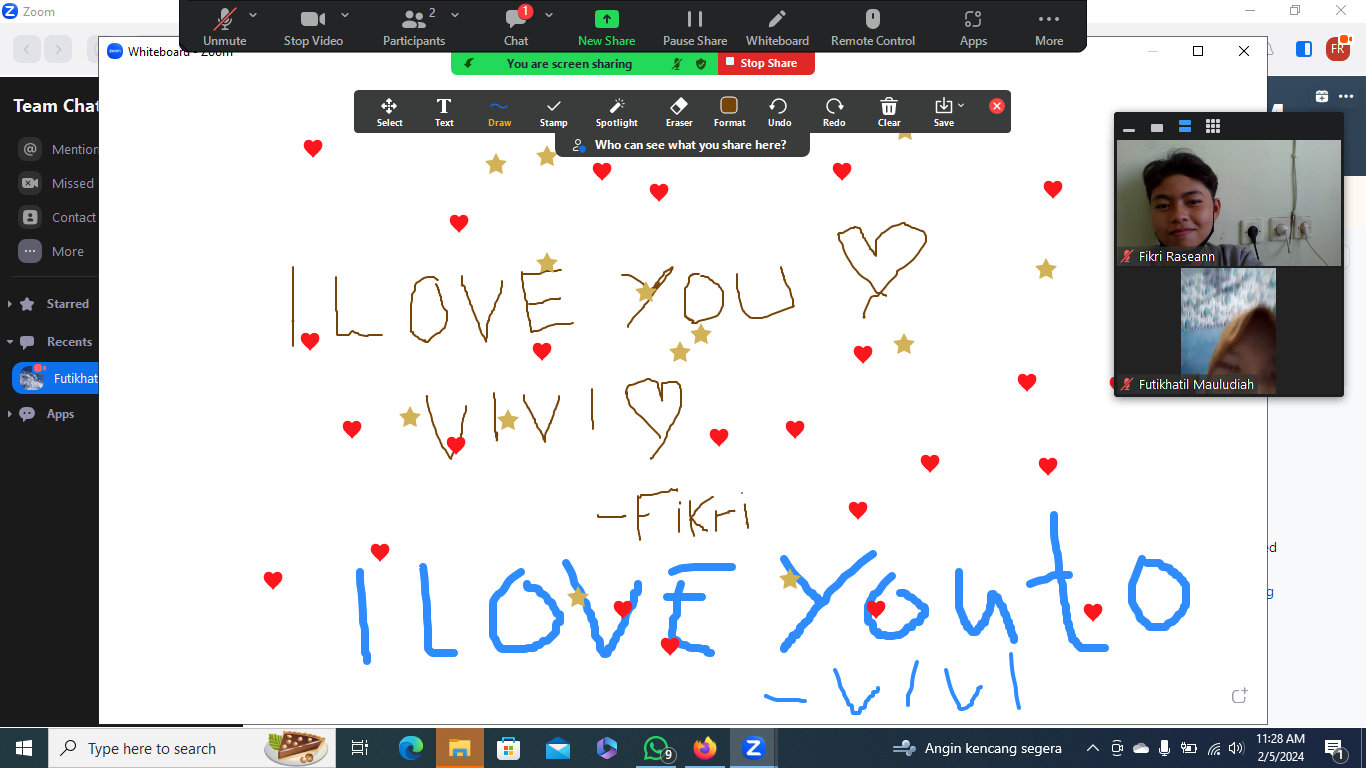 Zoom
Unmute
Stop Video
Participants
2
Chat
1
New Share
Pause Share
Whiteboard
Remote Control
Apps
More
Whiteboard - Zoom
You are screen sharing
Stop Share
FR
Team Chat
Select
Text
Draw
Stamp
Spotlight
Eraser
Format
Undo
Redo
Clear
Save
Who can see what you share here?
Mention
Missed
Contact
More
Starred
Recents
Futikhat
Apps
Fikri Raseann
Futikhatil Mauludiah
I LOVE YOU
VIVI
-Fikri
I LOVE You to
- VIVI
Type here to search
9
Angin kencang segera
11:28 AM
2/5/2024
1